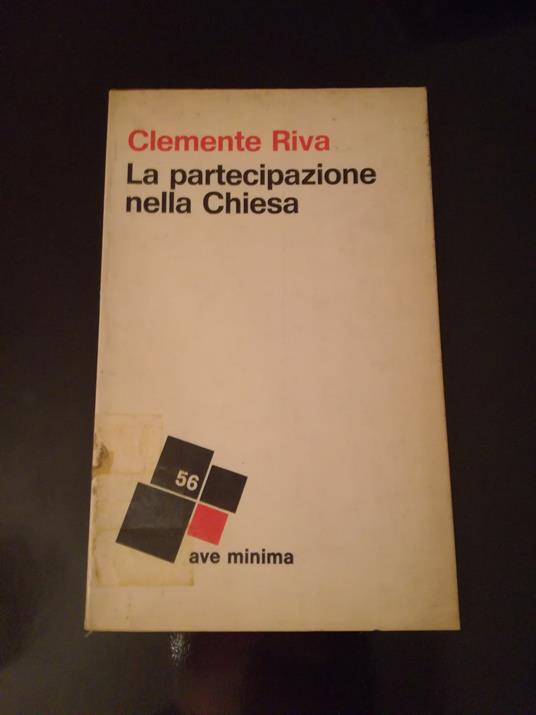 Clemente Riva
La partecipazione
nella Chiesa
56
ave minima